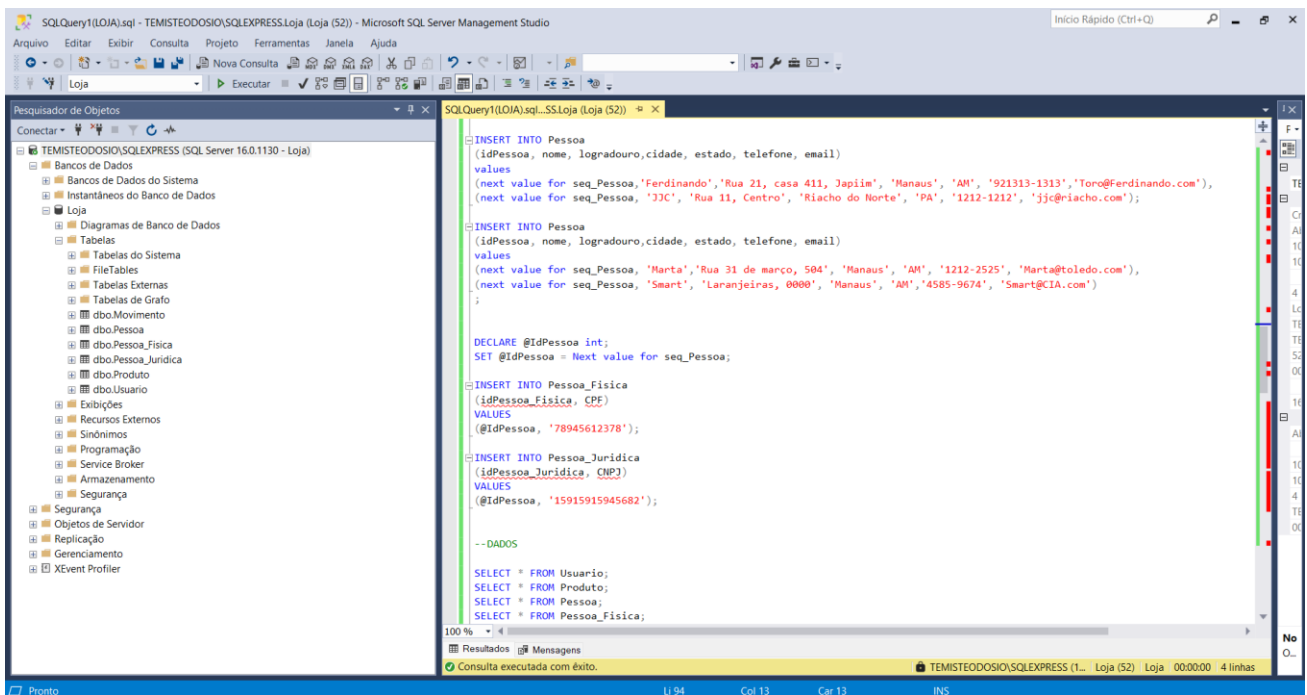 SQLQuery1(LOJA).sql - TEMISTEODOSIO\SQLEXPRESS.Loja (Loja (52)) - Microsoft SQL Server Management Studio
Início Rápido (Ctrl+Q)
Arquivo Editar Exibir Consulta Projeto Ferramentas Janela Ajuda
Nova Consulta
Loja
Executar
Pesquisador de Objetos
Conectar
TEMISTEODOSIO\SQLEXPRESS (SQL Server 16.0.1130 - Loja)
Bancos de Dados
Bancos de Dados do Sistema
Instantâneos do Banco de Dados
Loja
Diagramas de Banco de Dados
Tabelas
Tabelas do Sistema
FileTables
Tabelas Externas
Tabelas de Grafo
dbo.Movimento
dbo.Pessoa
dbo.Pessoa_Fisica
dbo.Pessoa_Juridica
dbo.Produto
dbo.Usuario
Exibições
Recursos Externos
Sinônimos
Programação
Service Broker
Armazenamento
Segurança
Segurança
Objetos de Servidor
Replicação
Gerenciamento
XEvent Profiler
SQLQuery1(LOJA).sql...SS.Loja (Loja (52))
INSERT INTO Pessoa
(idPessoa, nome, logradouro,cidade, estado, telefone, email)
values
(next value for seq_Pessoa,'Ferdinando','Rua 21, casa 411, Japiim', 'Manaus', 'AM', '921313-1313','Toro@Ferdinando.com'),
(next value for seq_Pessoa, 'JJC', 'Rua 11, Centro', 'Riacho do Norte', 'PA', '1212-1212', 'jjc@riacho.com');
INSERT INTO Pessoa
(idPessoa, nome, logradouro,cidade, estado, telefone, email)
values
(next value for seq_Pessoa, 'Marta','Rua 31 de março, 504', 'Manaus', 'AM', '1212-2525', 'Marta@toledo.com'),
(next value for seq_Pessoa, 'Smart', 'Laranjeiras, 0000', 'Manaus', 'AM','4585-9674', 'Smart@CIA.com')
;
DECLARE @IdPessoa int;
SET @IdPessoa = Next value for seq_Pessoa;
INSERT INTO Pessoa_Fisica
(idPessoa_Fisica, CPF)
VALUES
(@IdPessoa, '78945612378');
INSERT INTO Pessoa_Juridica
(idPessoa_Juridica, CNPJ)
VALUES
(@IdPessoa, '15915915945682');
--DADOS
SELECT * FROM Usuario;
SELECT * FROM Produto;
SELECT * FROM Pessoa;
SELECT * FROM Pessoa_Fisica;
100 %
Resultados Mensagens
Consulta executada com êxito.
TEMISTEODOSIO\SQLEXPRESS (1... Loja (52) Loja 00:00:00 4 linhas
No
O...
Pronto
Li 94 Col 13 Car 13 INS